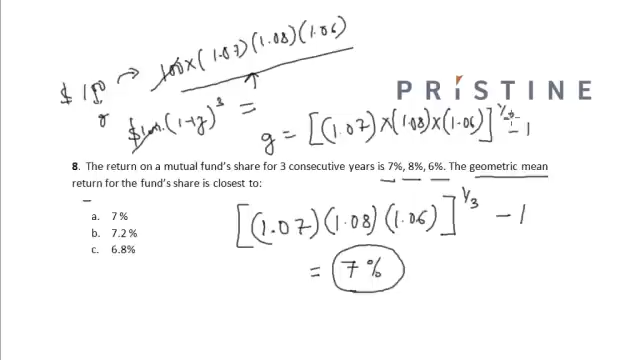 100×(1.07)(1.08)(1.06)
$100
PRISTINE
$100.(1+g)³ =
g = [(1.07)×(1.08)×(1.06)]^1/3 - 1
8. The return on a mutual fund's share for 3 consecutive years is 7%, 8%, 6%. The geometric mean
return for the fund's share is closest to:
a. 7%
b. 7.2%
c. 6.8%
[(1.07)(1.08)(1.06)]^1/3 - 1
= 7%